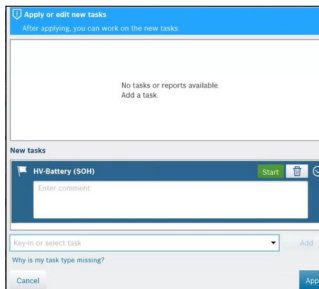 Apply or edit new tasks
After applying, you can work on the new tasks.
No tasks or reports available.
Add a task.
New tasks
HV-Battery (SOH)
Start
Enter comment
Key-in or select task
Add
Why is my task type missing?
Cancel
App